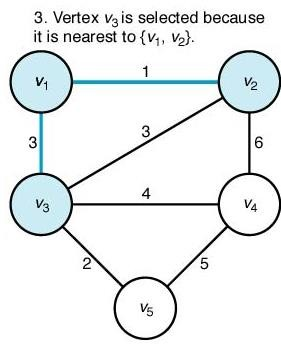 3. Vertex v₃ is selected because
it is nearest to {v₁, v₂}.
1
v₁
v₂
3
3
6
v₃
4
v₄
2
5
v₅